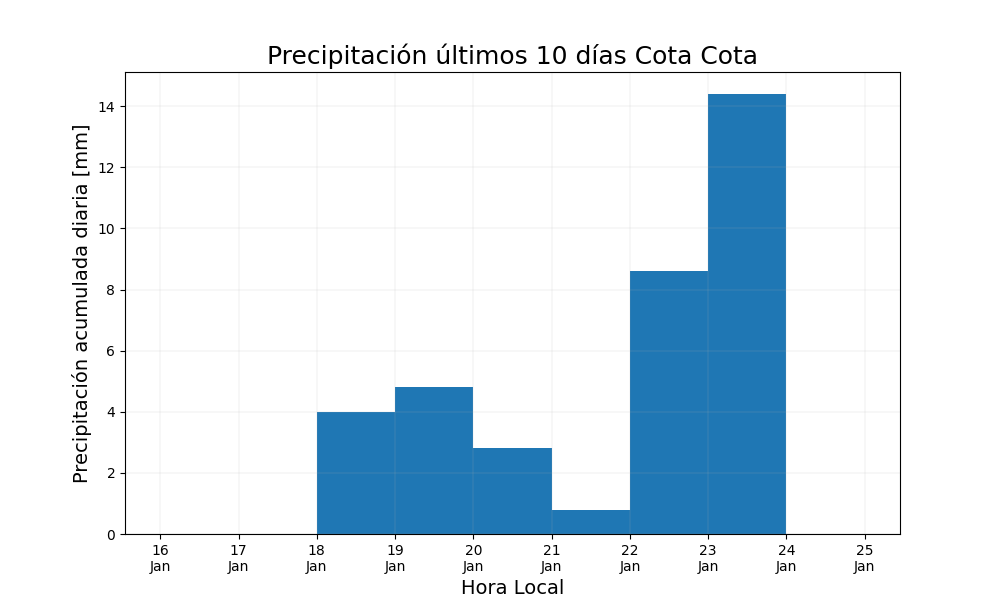 Precipitación últimos 10 días Cota Cota
Precipitación acumulada diaria [mm]
14
12
10
8
6
4
2
0
16 17 18 19 20 21 22 23 24 25
Jan Jan Jan Jan Jan Jan Jan Jan Jan Jan
Hora Local